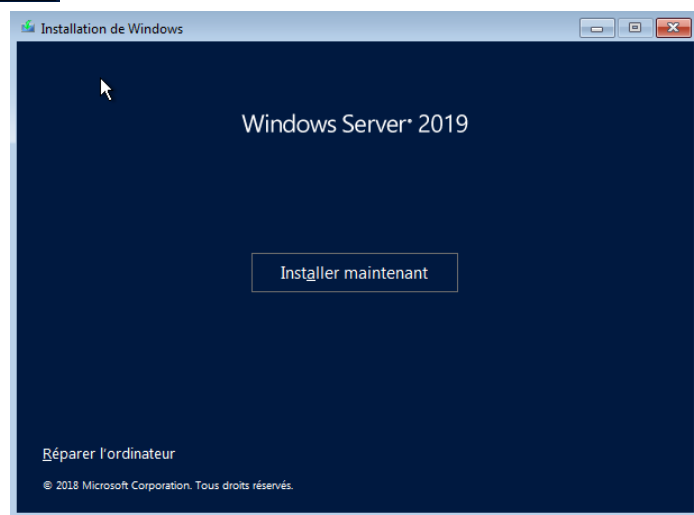 Installation de Windows
Windows Server® 2019
Installer maintenant
Réparer l'ordinateur
© 2018 Microsoft Corporation. Tous droits réservés.